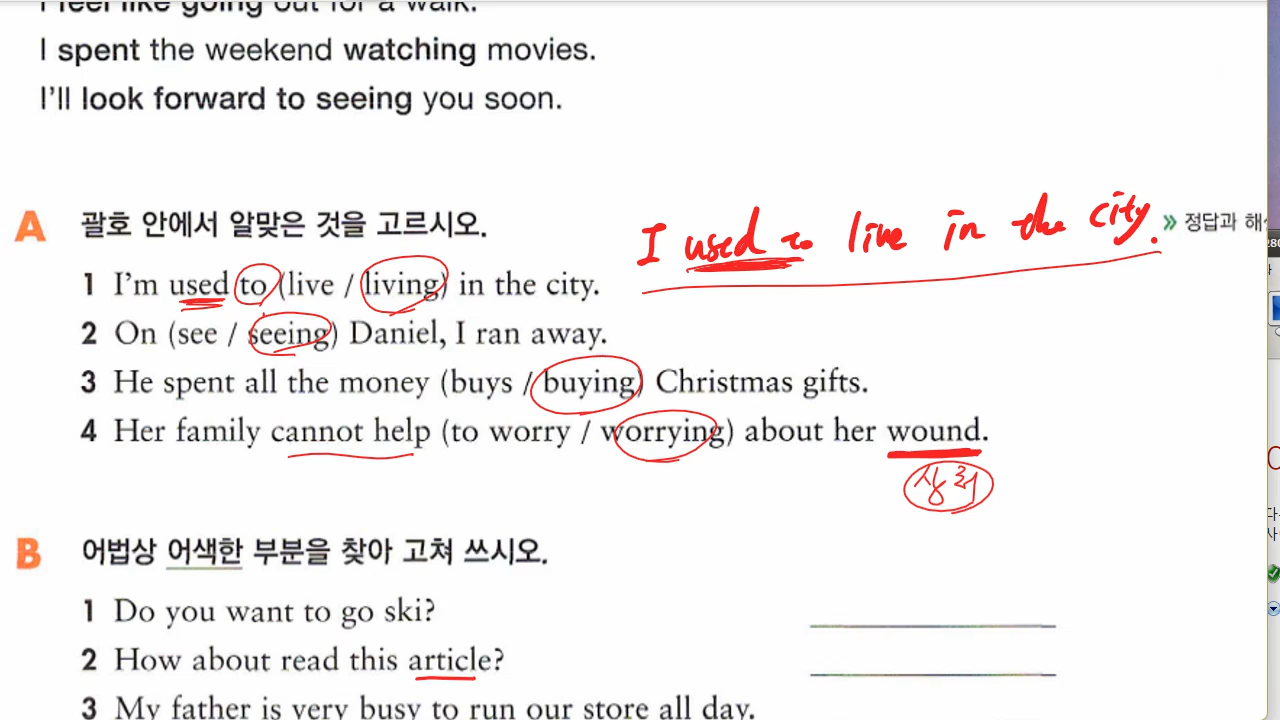 I feel like going out for a walk.
I spent the weekend watching movies.
I'll look forward to seeing you soon.
A 괄호 안에서 알맞은 것을 고르시오.
I used to live in the city.
» 정답과 해
1 I'm used to (live / living) in the city.
2 On (see / seeing) Daniel, I ran away.
3 He spent all the money (buys / buying) Christmas gifts.
4 Her family cannot help (to worry / worrying) about her wound.
상처
B 어법상 어색한 부분을 찾아 고쳐 쓰시오.
1 Do you want to go ski?
2 How about read this article?
3 My father is very busy to run our store all day.